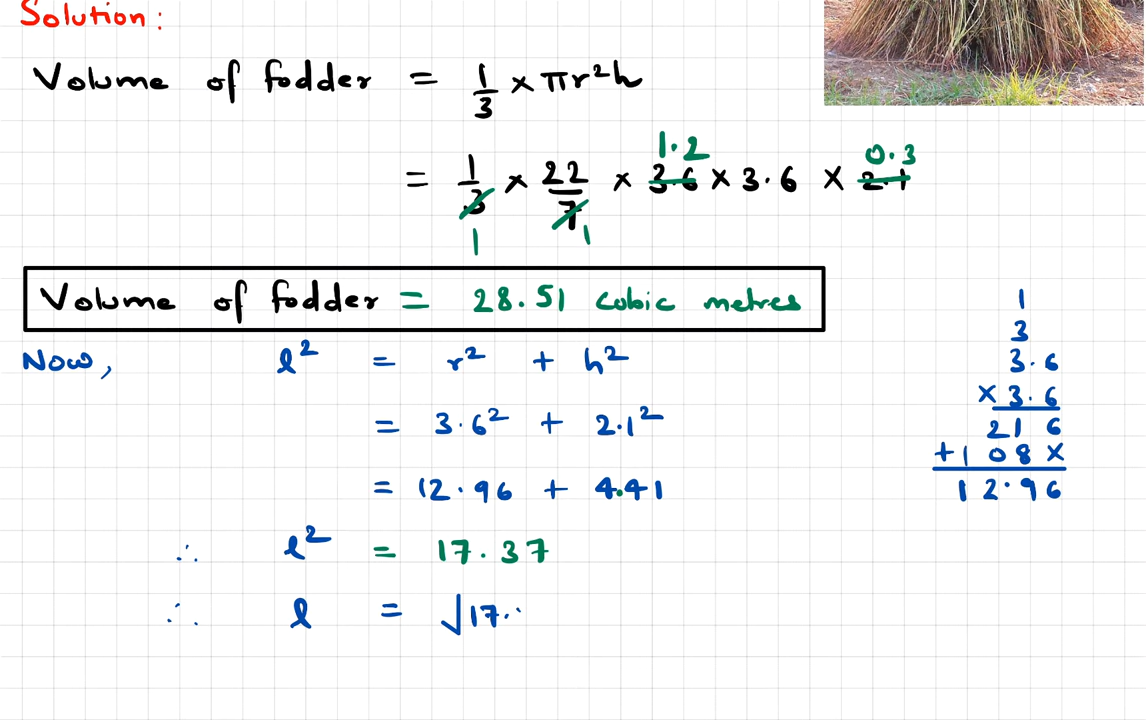 Solution:
Volume of fodder = 1/3 × πr²h
1.2 0.3
= 1/3 × 22/7 × 3.6 × 3.6 × 2.1
1 1
Volume of fodder = 28.51 cubic metres
Now, l² = r² + h²
= 3.6² + 2.1²
= 12.96 + 4.41
∴ l² = 17.37
∴ l = √17.
1
3
3.6
×3.6
216
+108×
12.96